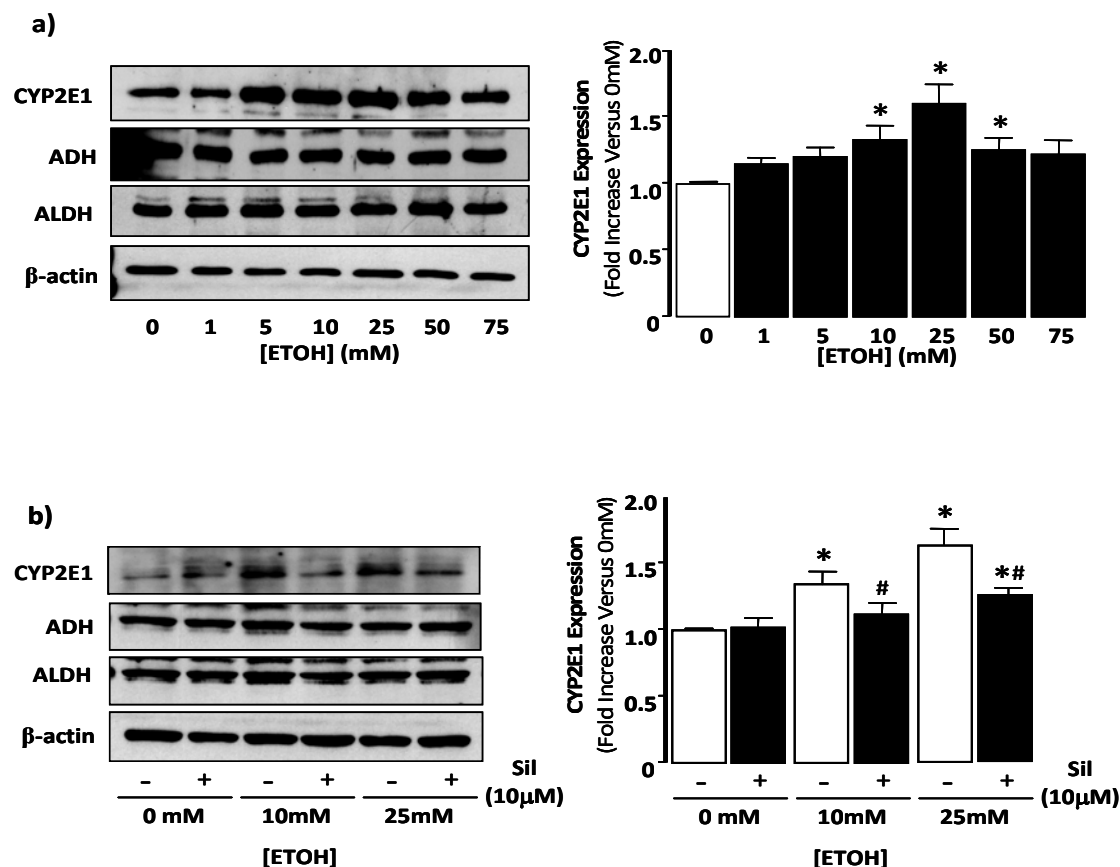 a)
CYP2E1
ADH
ALDH
β-actin
0 1 5 10 25 50 75
[ETOH] (mM)
CYP2E1 Expression
(Fold Increase Versus 0mM)
2.0
1.5
1.0
0.5
0
* * *
0 1 5 10 25 50 75
[ETOH] (mM)
b)
CYP2E1
ADH
ALDH
β-actin
- + - + - +
Sil
(10μM)
0 mM 10mM 25mM
[ETOH]
CYP2E1 Expression
(Fold Increase Versus 0mM)
2.0
1.5
1.0
0.5
0
* # * *#
- + - + - +
Sil
(10μM)
0 mM 10mM 25mM
[ETOH]